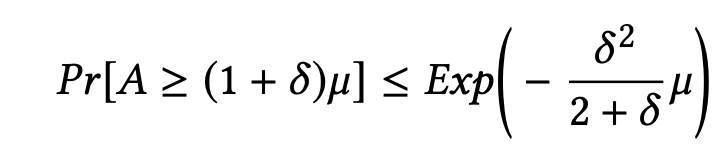 Pr[A ≥ (1 + δ)μ] ≤ Exp(− δ²/(2 + δ) μ)